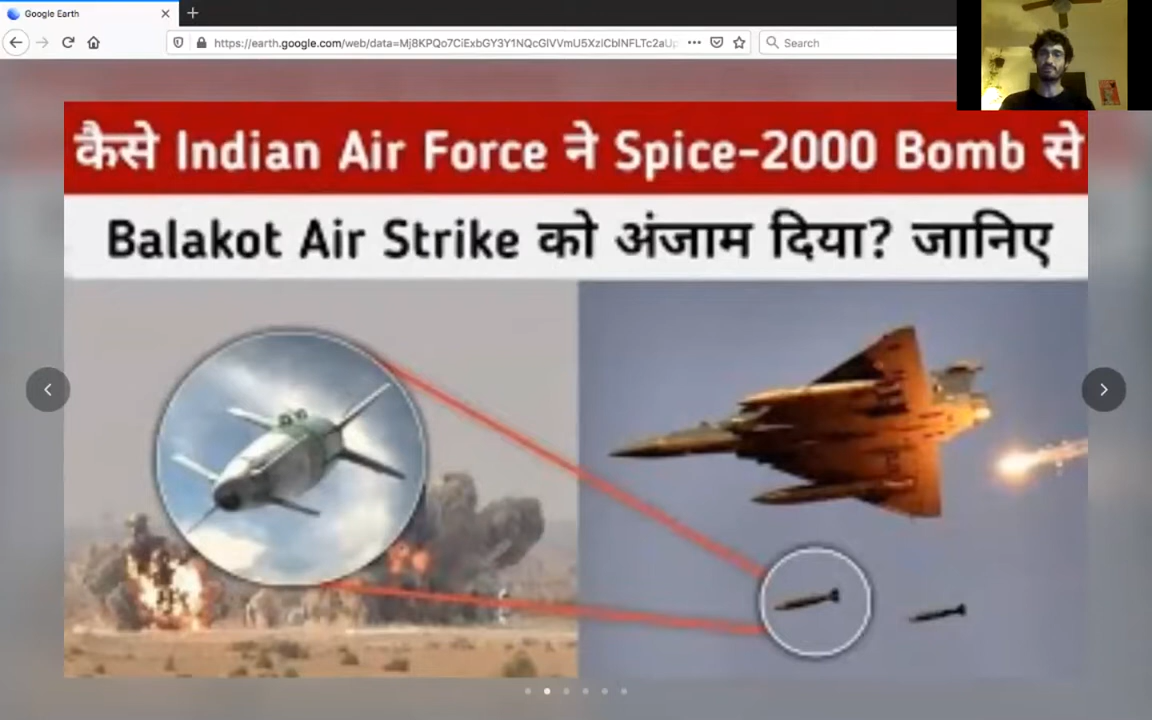 Google Earth
https://earth.google.com/web/data=Mj8KPQo7CiExbGY3Y1NQcGlVVmU5XziCblNFLTc2aUp
Search
कैसे Indian Air Force ने Spice-2000 Bomb से
Balakot Air Strike को अंजाम दिया? जानिए